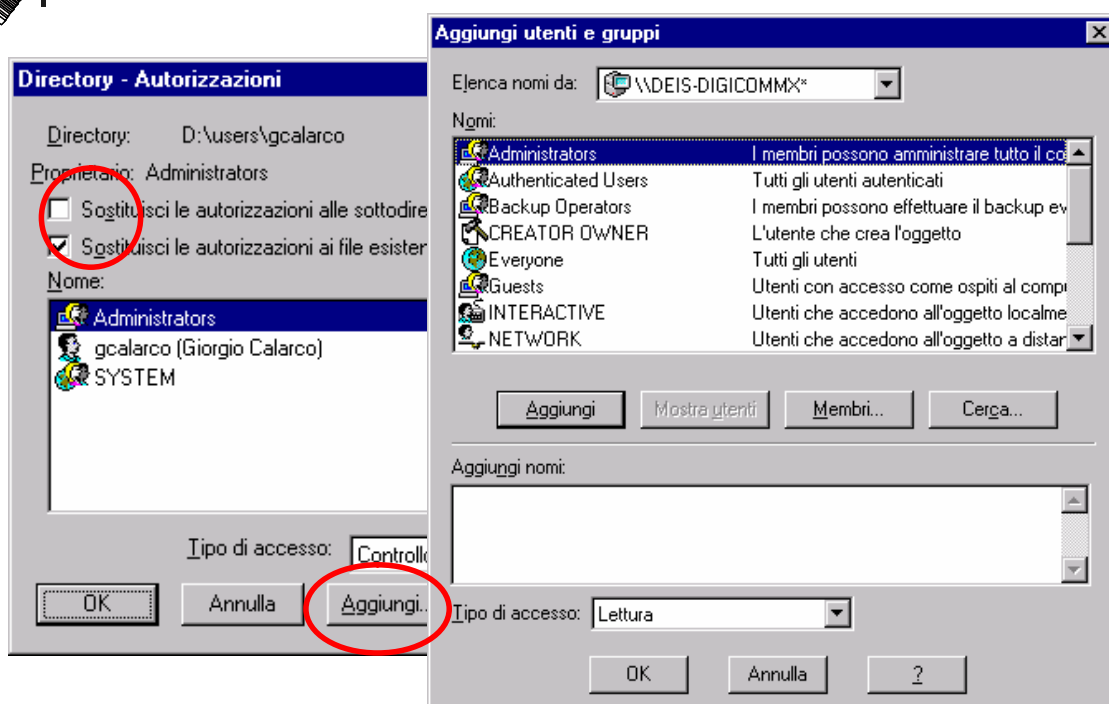 Directory - Autorizzazioni
Directory: D:\users\gcalarco
Proprietario: Administrators
Sostituisci le autorizzazioni alle sottodire
Sostituisci le autorizzazioni ai file esisten
Nome:
Administrators
gcalarco (Giorgio Calarco)
SYSTEM
Tipo di accesso: Controllo
OK Annulla Aggiungi..
Aggiungi utenti e gruppi
Elenca nomi da: \\DEIS-DIGICOMMX*
Nomi:
Administrators I membri possono amministrare tutto il co
Authenticated Users Tutti gli utenti autenticati
Backup Operators I membri possono effettuare il backup ev
CREATOR OWNER L'utente che crea l'oggetto
Everyone Tutti gli utenti
Guests Utenti con accesso come ospiti al compu
INTERACTIVE Utenti che accedono all'oggetto localme
NETWORK Utenti che accedono all'oggetto a distan
Aggiungi Mostra utenti Membri... Cerca...
Aggiungi nomi:
Tipo di accesso: Lettura
OK Annulla ?